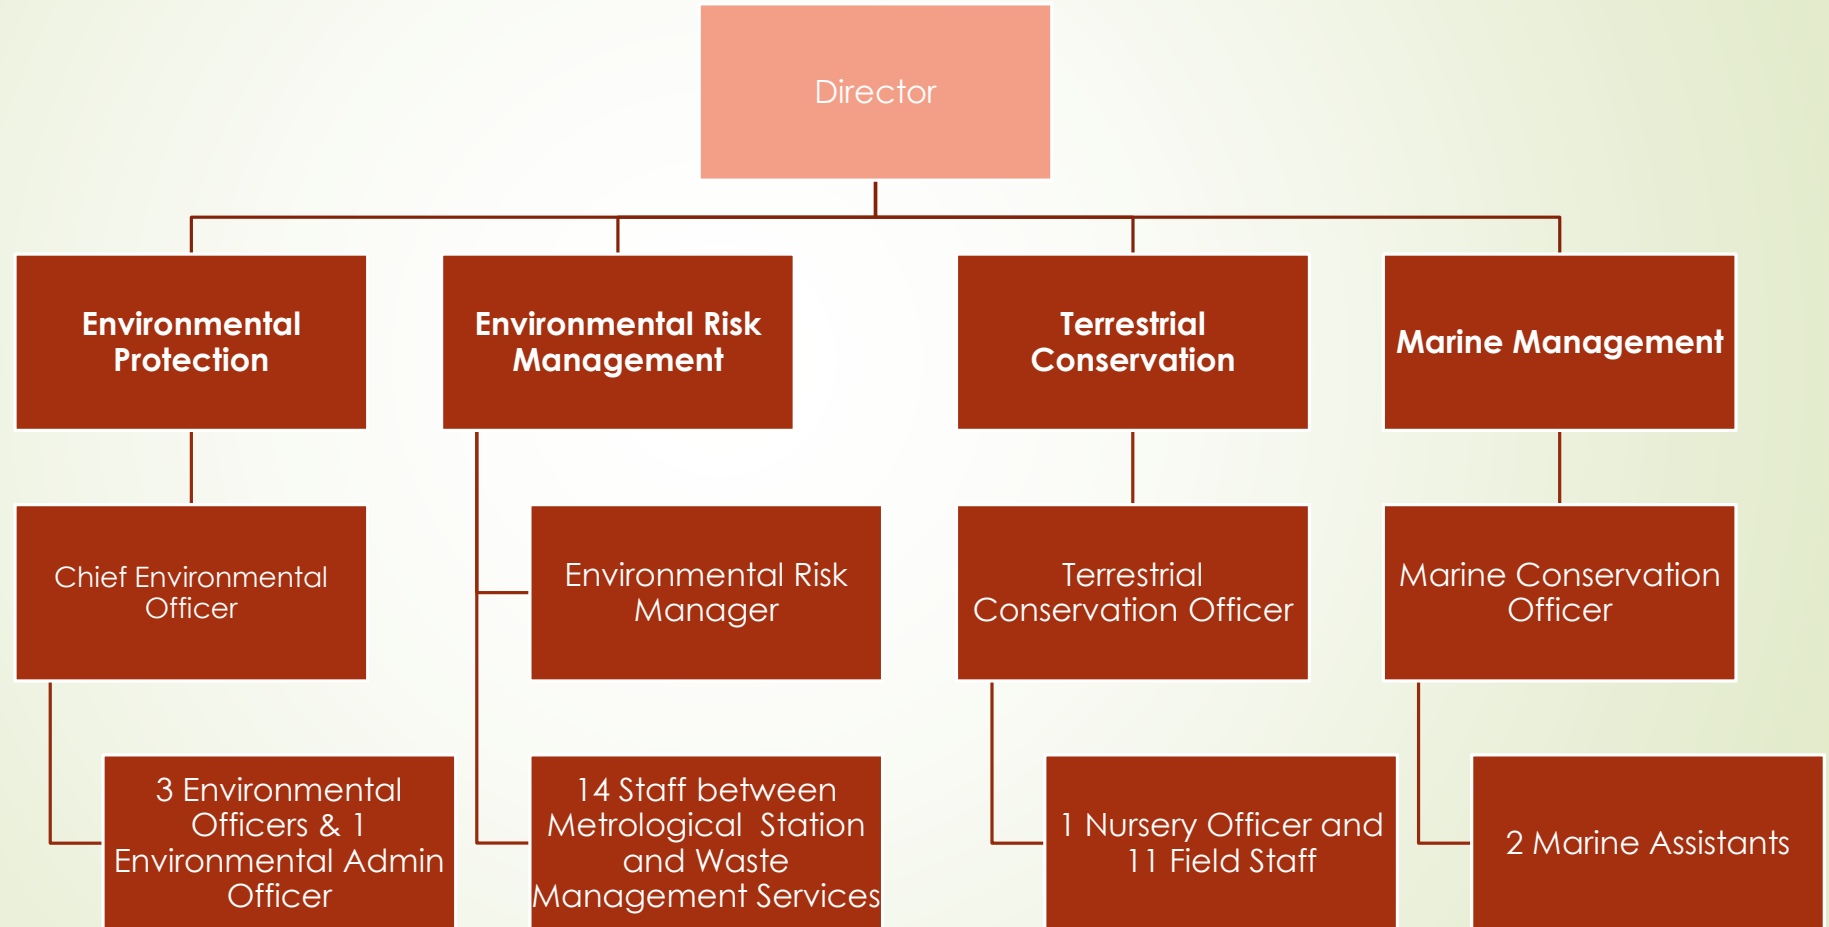 Director
Environmental
Protection
Environmental Risk
Management
Terrestrial
Conservation
Marine Management
Chief Environmental
Officer
Environmental Risk
Manager
Terrestrial
Conservation Officer
Marine Conservation
Officer
3 Environmental
Officers & 1
Environmental Admin
Officer
14 Staff between
Metrological Station
and Waste
Management Services
1 Nursery Officer and
11 Field Staff
2 Marine Assistants